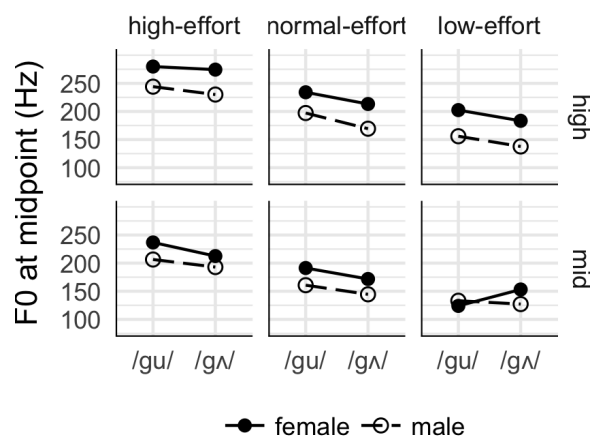 high-effort normal-effort low-effort
F0 at midpoint (Hz)
250
200
150
100
high
250
200
150
100
mid
/gu/ /gʌ/ /gu/ /gʌ/ /gu/ /gʌ/
female male